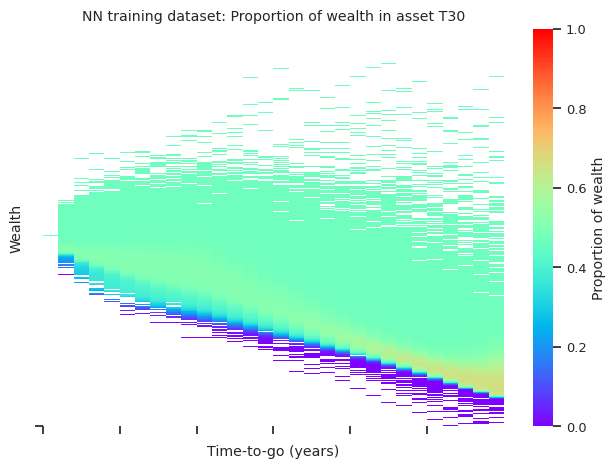 NN training dataset: Proportion of wealth in asset T30
1.0
0.8
0.6
0.4
0.2
0.0
Proportion of wealth
Wealth
Time-to-go (years)